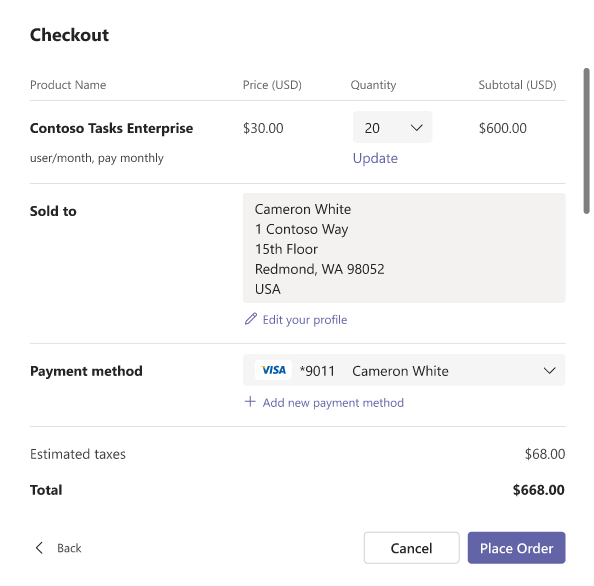 Checkout
Product Name Price (USD) Quantity Subtotal (USD)
Contoso Tasks Enterprise $30.00 20 $600.00
user/month, pay monthly Update
Sold to
Cameron White
1 Contoso Way
15th Floor
Redmond, WA 98052
USA
Edit your profile
Payment method VISA *9011 Cameron White
+ Add new payment method
Estimated taxes $68.00
Total $668.00
Back Cancel Place Order